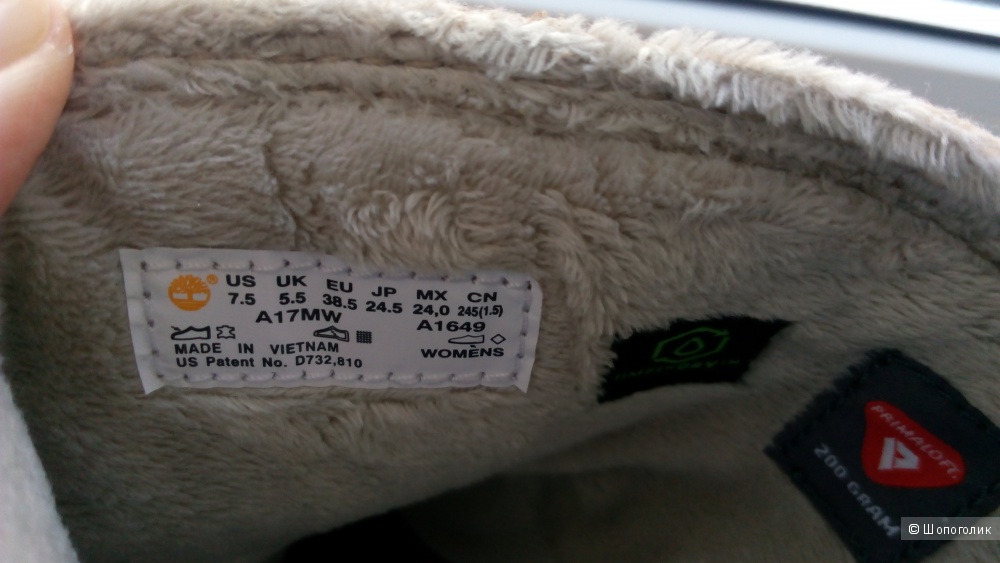 US UK EU JP MX CN
7.5 5.5 38.5 24.5 24,0 245(1.5)
A17MW A1649
MADE IN VIETNAM
WOMÈNS
US Patent No. D732,810
PRIMALOFT
200 GRAM
© Шопоголик